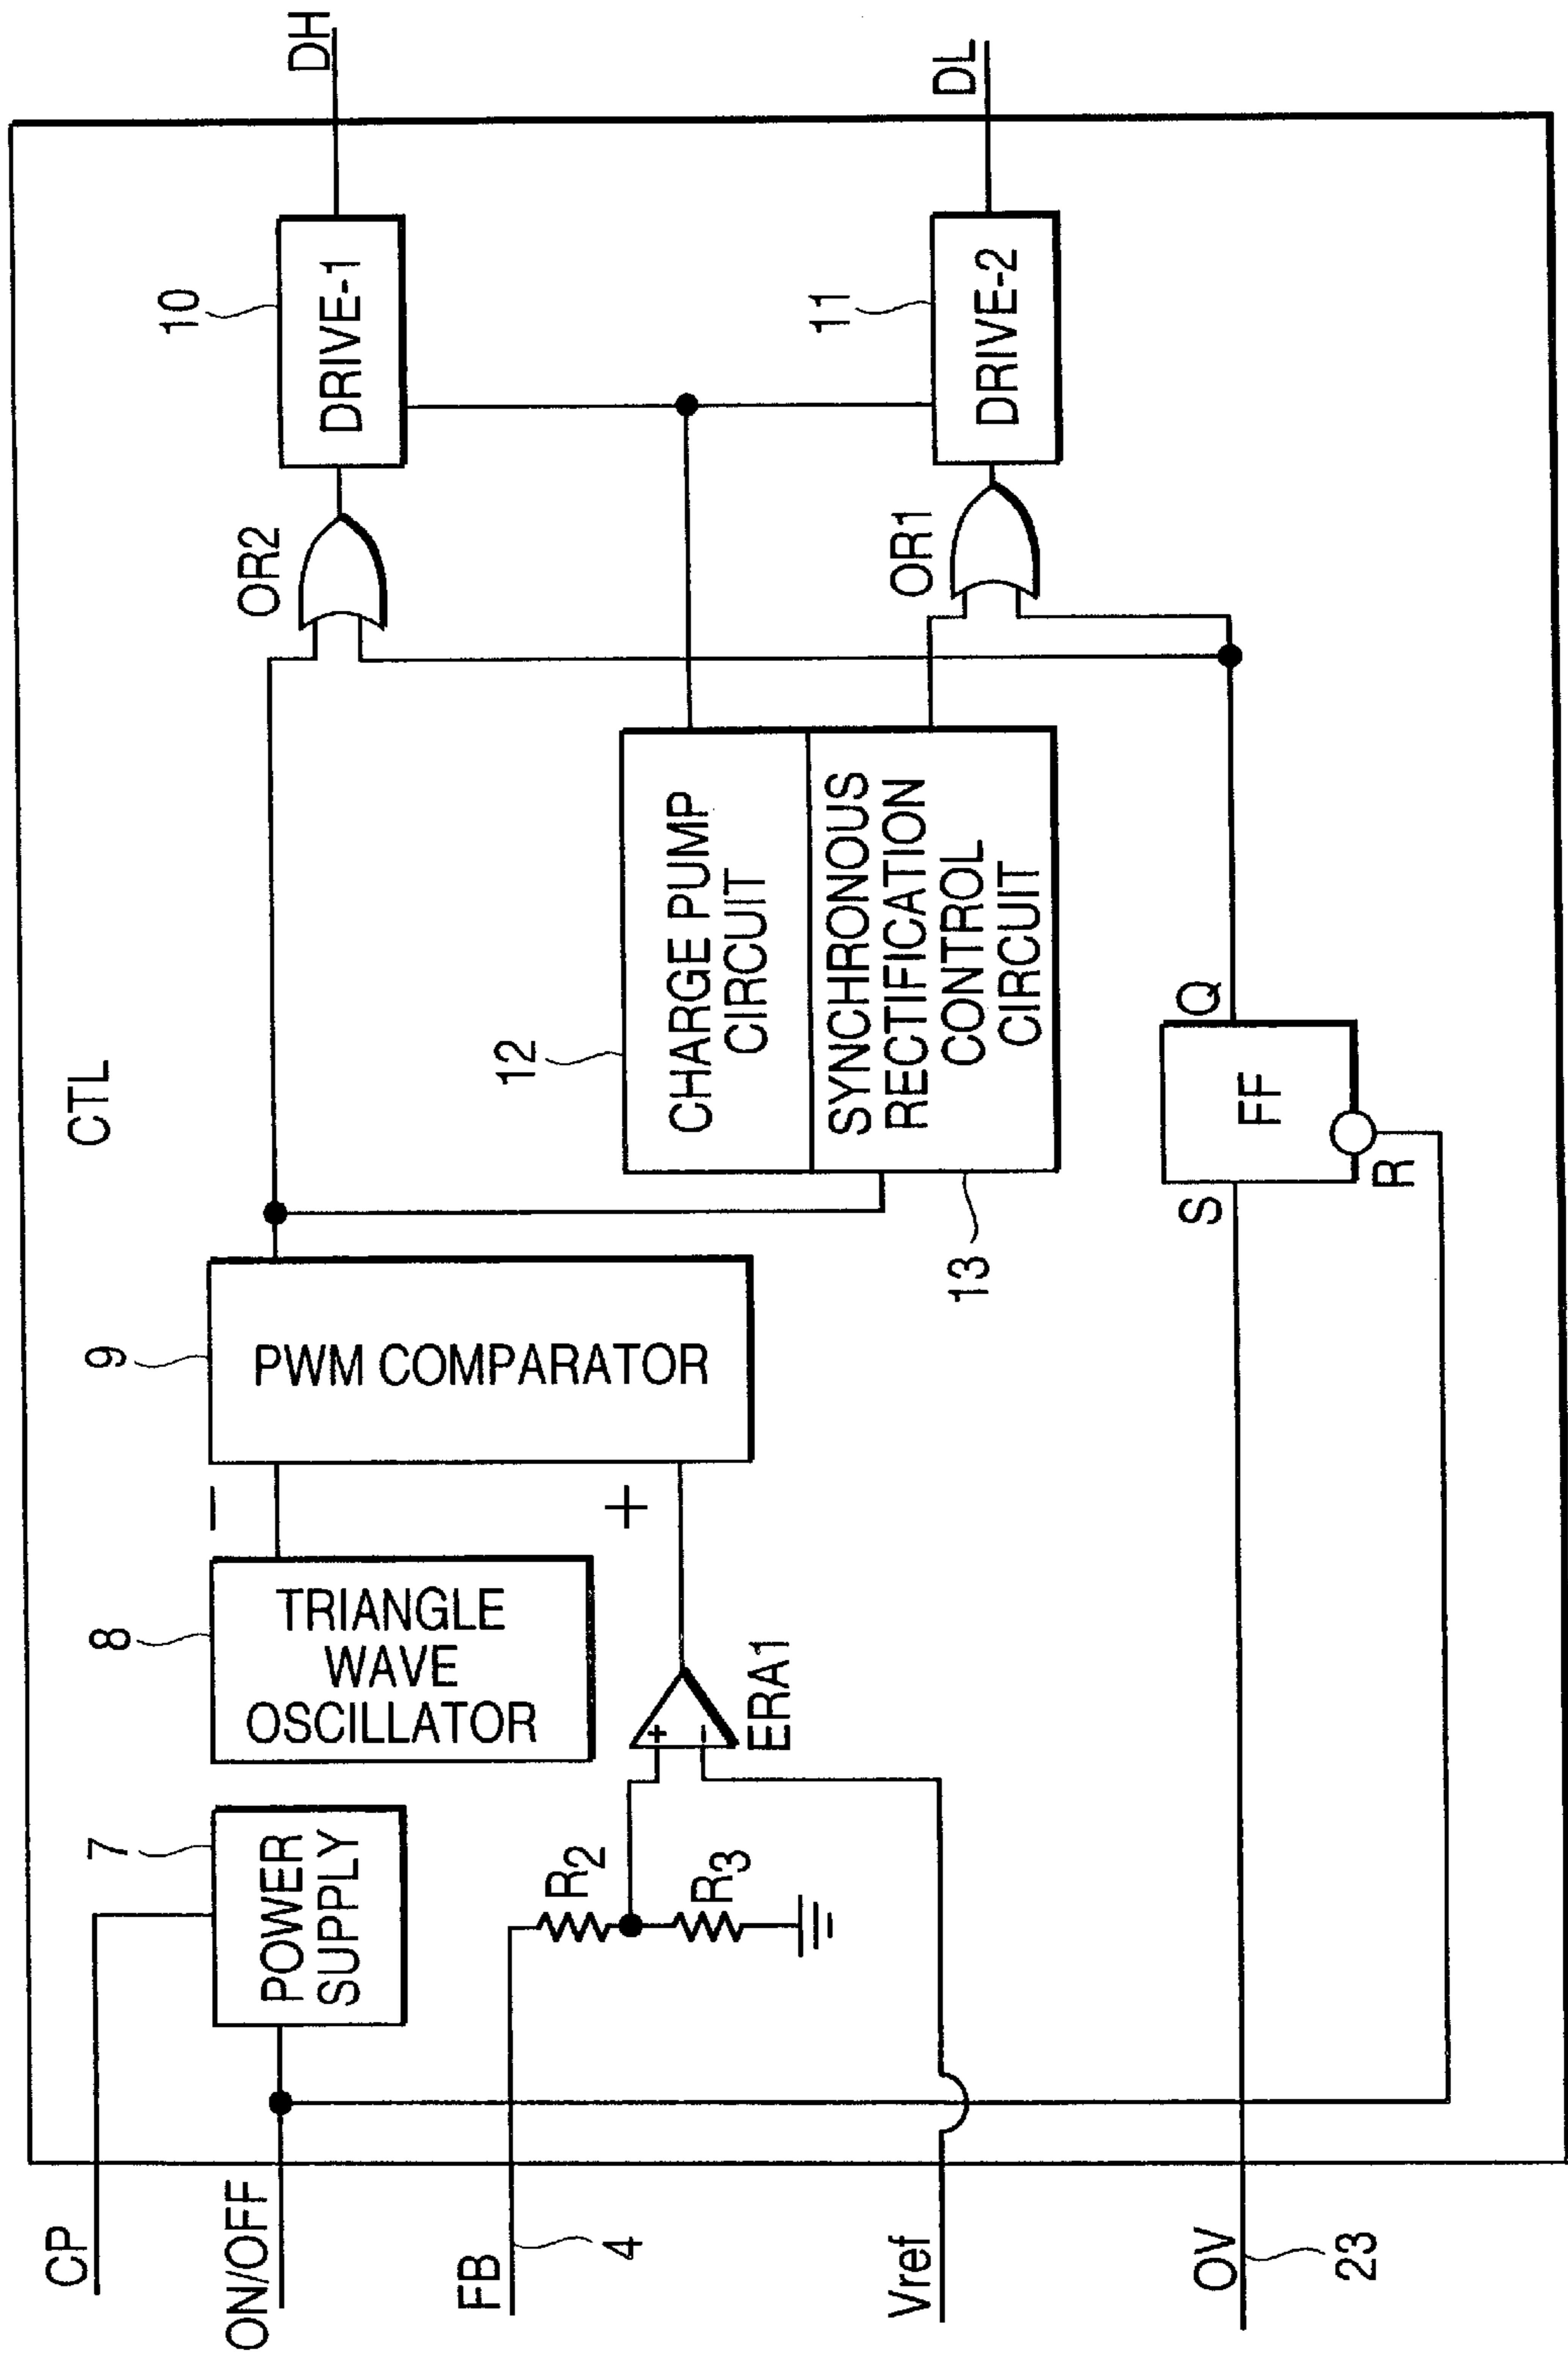 CTL
CP
ON/OFF
FB
4
Vref
OV
23
7
POWER
SUPPLY
8
TRIANGLE
WAVE
OSCILLATOR
−
+
R2
R3
+
−
ERA1
9
PWM COMPARATOR
12
CHARGE PUMP
CIRCUIT
SYNCHRONOUS
RECTIFICATION
CONTROL
CIRCUIT
13
S
FF
Q
R
OR2
OR1
10
DRIVE-1
11
DRIVE-2
DH
DL